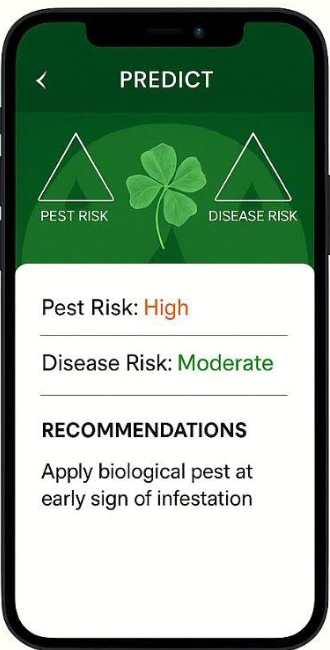 PREDICT
PEST RISK
DISEASE RISK
Pest Risk: High
Disease Risk: Moderate
RECOMMENDATIONS
Apply biological pest at
early sign of infestation